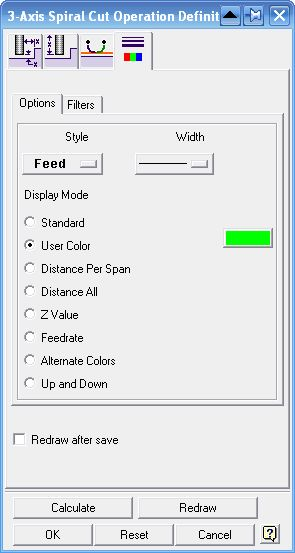 3-Axis Spiral Cut Operation Definit
Options Filters
Style Width
Feed
Display Mode
Standard
User Color
Distance Per Span
Distance All
Z Value
Feedrate
Alternate Colors
Up and Down
Redraw after save
Calculate Redraw
OK Reset Cancel ?